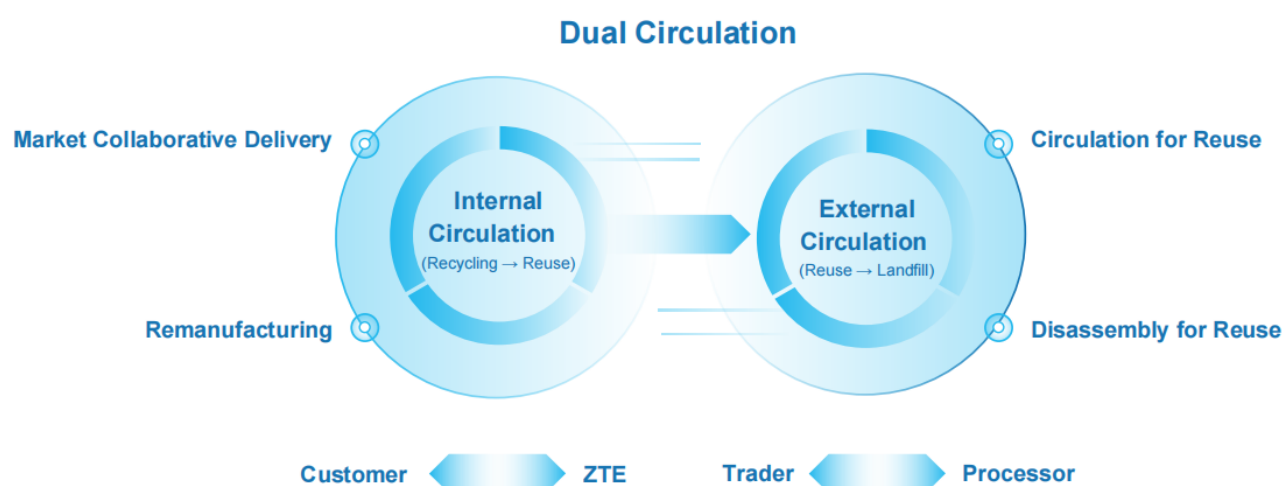 Dual Circulation
Market Collaborative Delivery
Remanufacturing
Internal
Circulation
(Recycling → Reuse)
External
Circulation
(Reuse → Landfill)
Circulation for Reuse
Disassembly for Reuse
Customer
ZTE
Trader
Processor